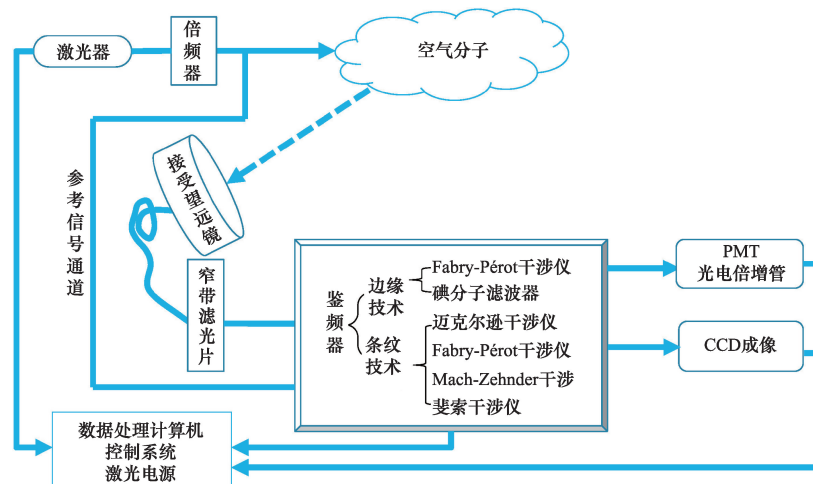 激光器
倍频器
空气分子
接受望远镜
参考信号通道
窄带滤光片
鉴频器
边缘技术
Fabry-Pérot干涉仪
碘分子滤波器
条纹技术
迈克尔逊干涉仪
Fabry-Pérot干涉仪
Mach-Zehnder干涉
斐索干涉仪
PMT
光电倍增管
CCD成像
数据处理计算机
控制系统
激光电源